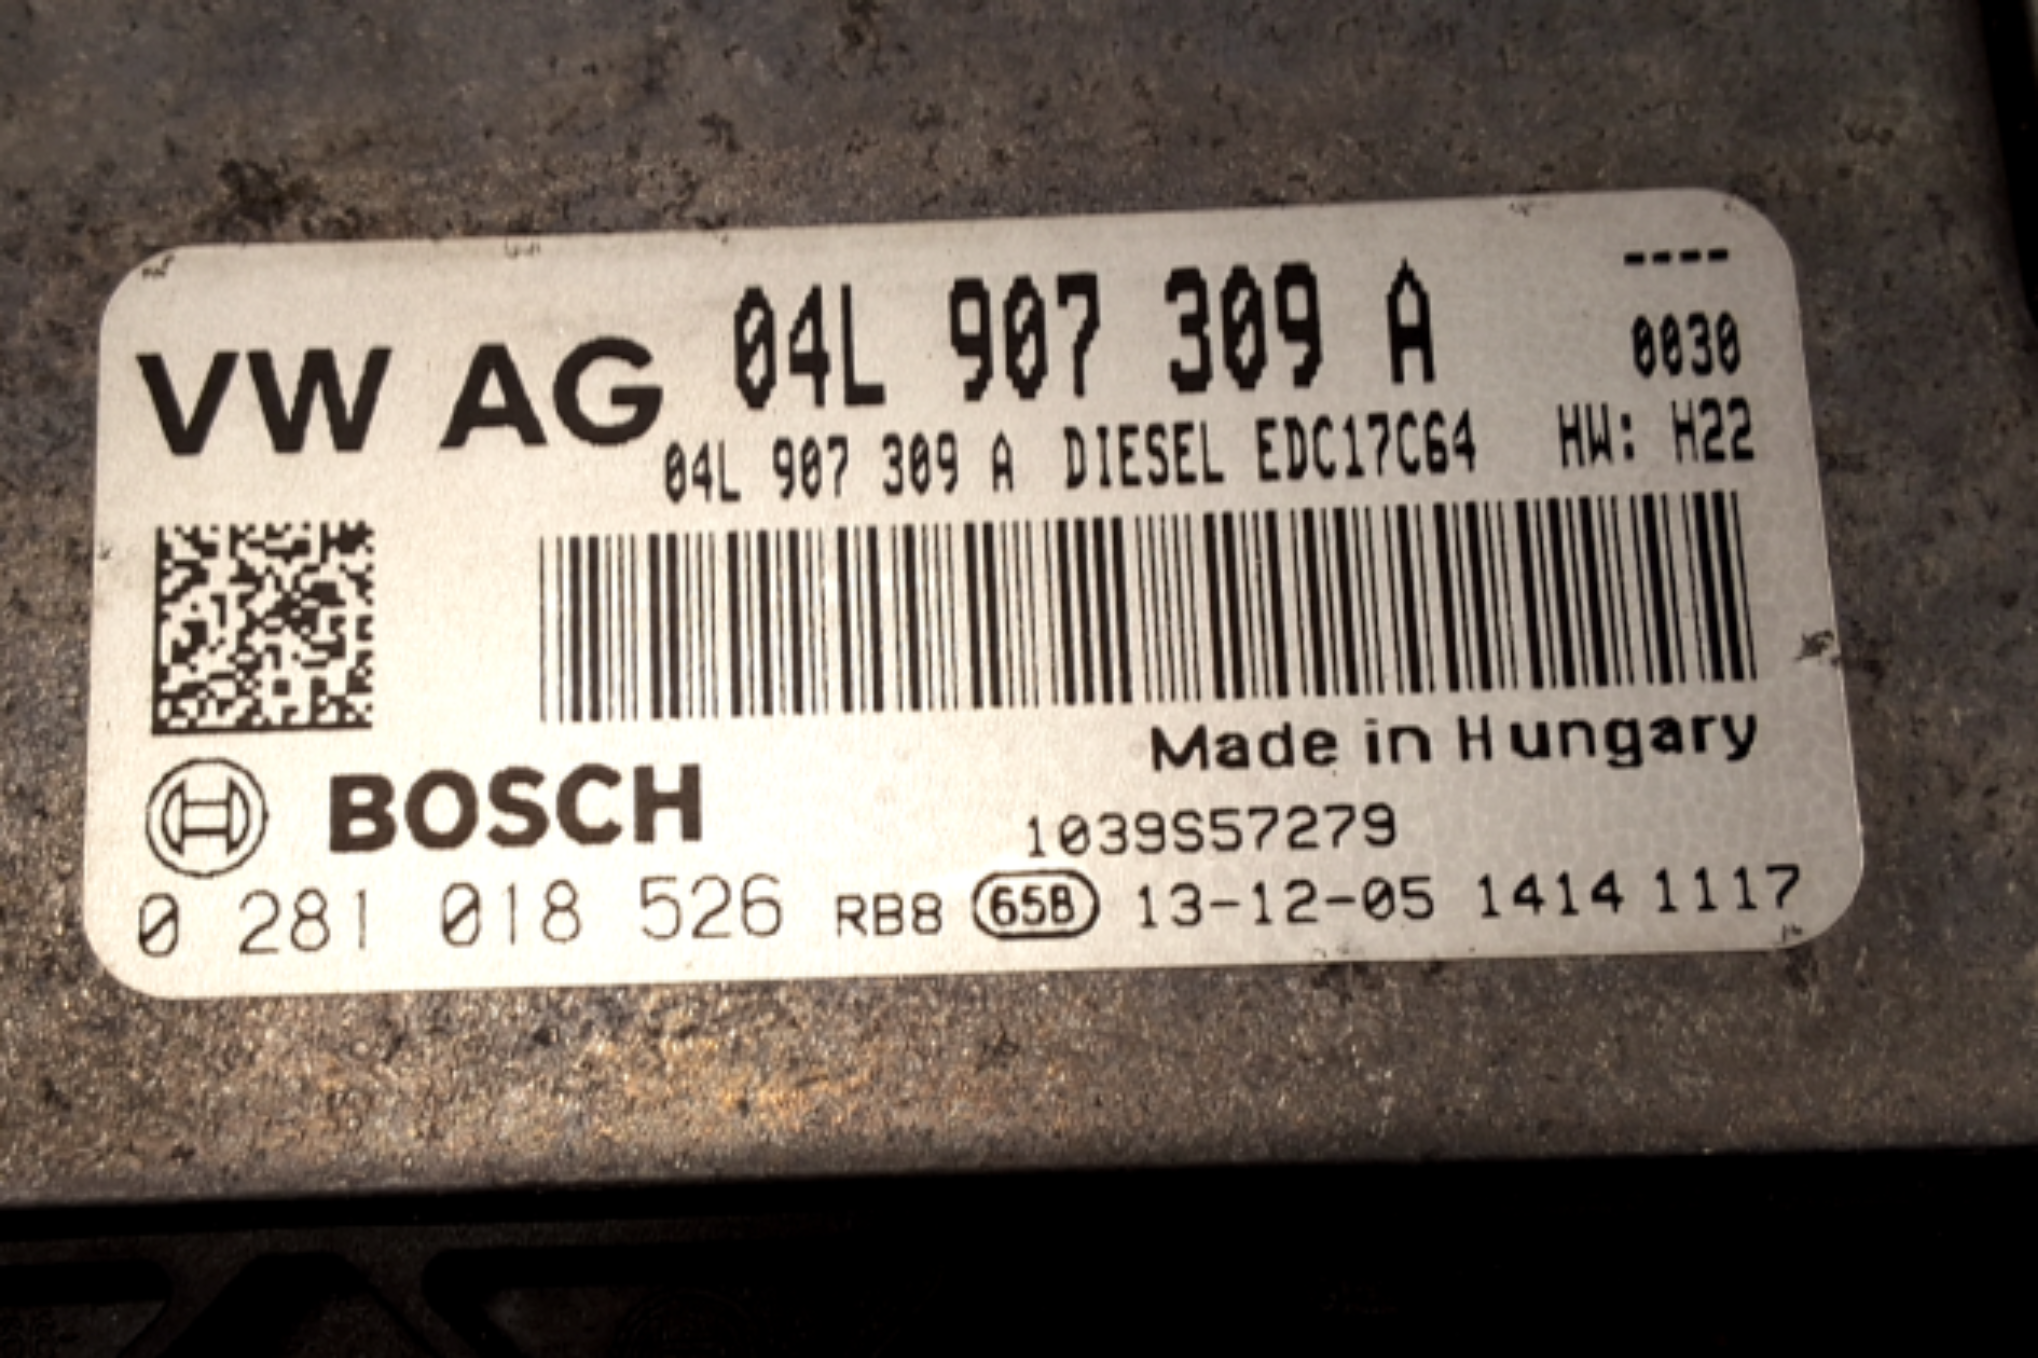 ----
VW AG 04L 907 309 A 0030
04L 907 309 A DIESEL EDC17C64 HW: H22
Made in Hungary
BOSCH 1039S57279
0 281 018 526 RB8 65B 13-12-05 1414 1117